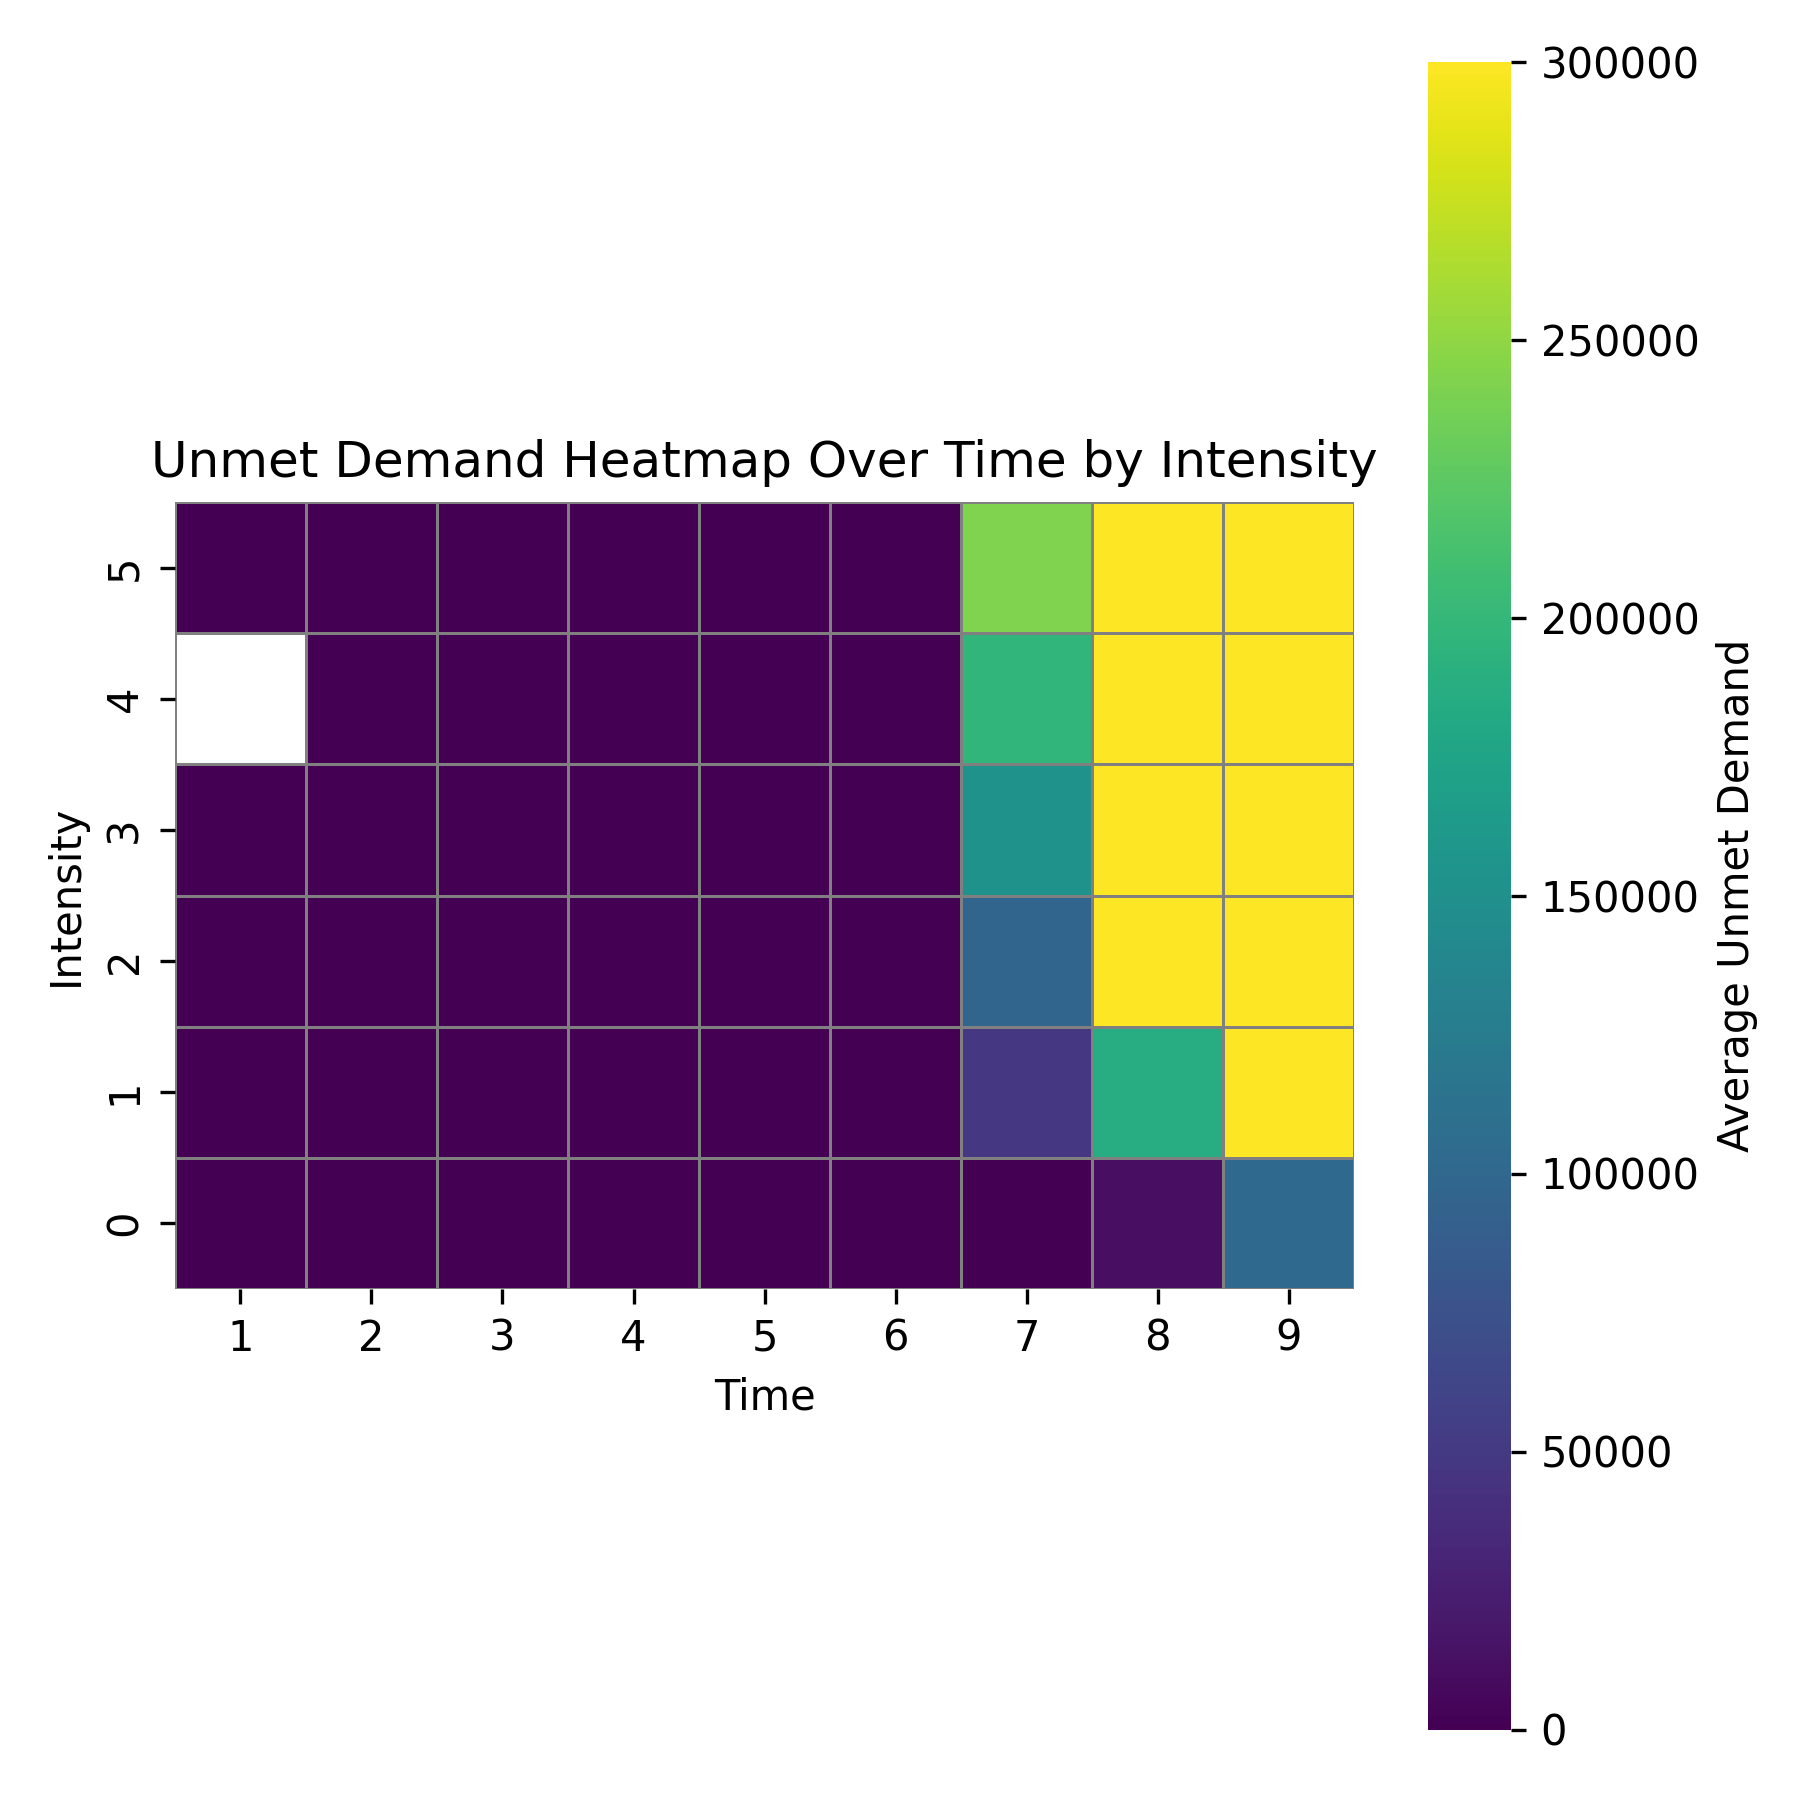 Unmet Demand Heatmap Over Time by Intensity
Intensity
5
4
3
2
1
0
1 2 3 4 5 6 7 8 9
Time
300000
250000
200000
150000
100000
50000
0
Average Unmet Demand